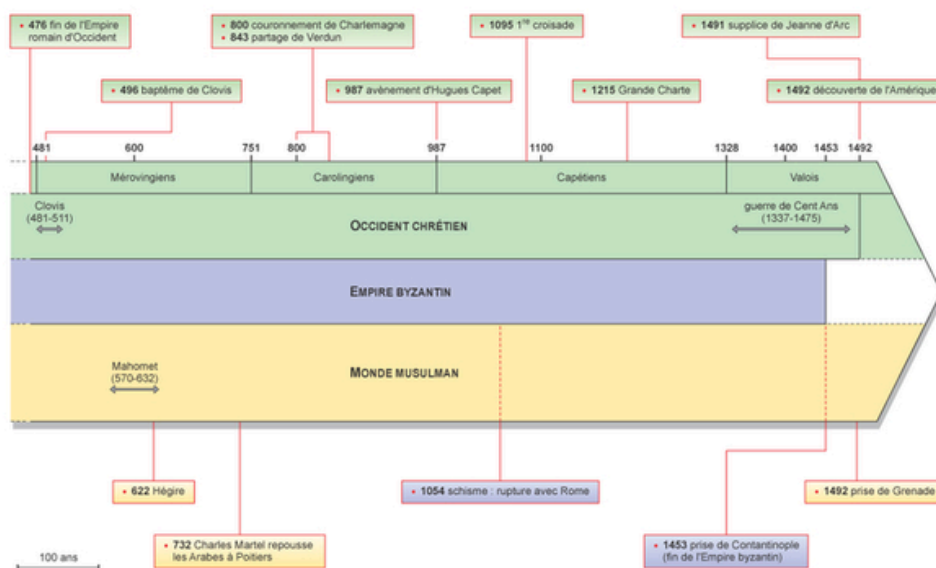 • 476 fin de l'Empire
romain d'Occident
• 800 couronnement de Charlemagne
• 843 partage de Verdun
• 1095 1re croisade
• 1491 supplice de Jeanne d'Arc
• 496 baptême de Clovis
• 987 avènement d'Hugues Capet
• 1215 Grande Charte
• 1492 découverte de l'Amérique
481 600 751 800 987 1100 1328 1400 1453 1492
Mérovingiens Carolingiens Capétiens Valois
Clovis
(481-511)
guerre de Cent Ans
(1337-1475)
OCCIDENT CHRÉTIEN
EMPIRE BYZANTIN
Mahomet
(570-632)
MONDE MUSULMAN
• 622 Hégire
• 1054 schisme : rupture avec Rome
• 1492 prise de Grenade
• 732 Charles Martel repousse
les Arabes à Poitiers
• 1453 prise de Contantinople
(fin de l'Empire byzantin)
100 ans